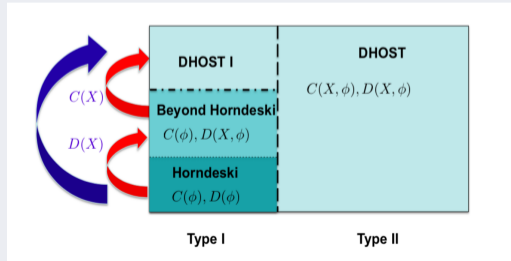 DHOST I
DHOST
C(X, ϕ), D(X, ϕ)
C(X)
Beyond Horndeski
C(ϕ), D(X, ϕ)
D(X)
Horndeski
C(ϕ), D(ϕ)
Type I
Type II